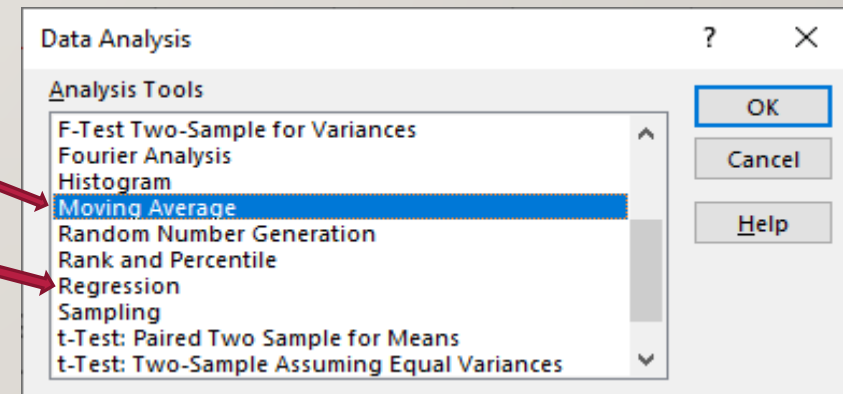 Data Analysis
?
Analysis Tools
F-Test Two-Sample for Variances
Fourier Analysis
Histogram
Moving Average
Random Number Generation
Rank and Percentile
Regression
Sampling
t-Test: Paired Two Sample for Means
t-Test: Two-Sample Assuming Equal Variances
OK
Cancel
Help